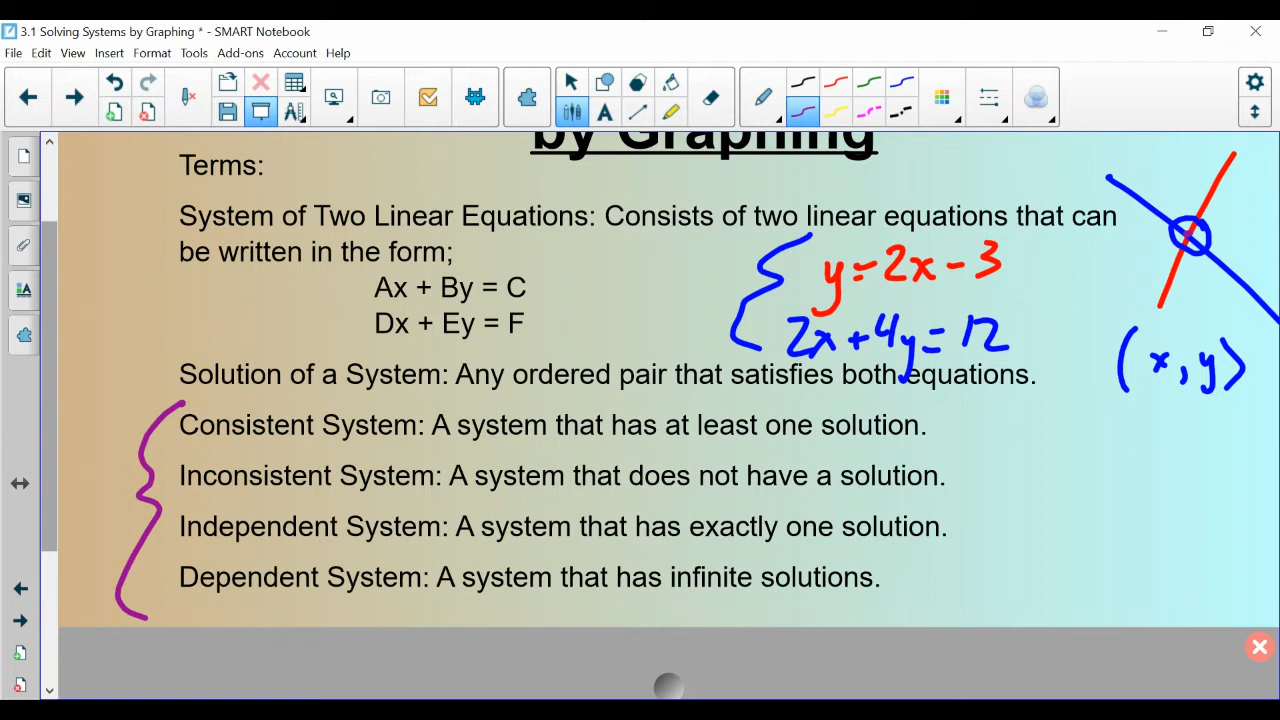 3.1 Solving Systems by Graphing * - SMART Notebook
File Edit View Insert Format Tools Add-ons Account Help
by Graphing
Terms:
System of Two Linear Equations: Consists of two linear equations that can
be written in the form;
y=2x-3
Ax + By = C
Dx + Ey = F
2x+4y=12
(x,y)
Solution of a System: Any ordered pair that satisfies both equations.
Consistent System: A system that has at least one solution.
Inconsistent System: A system that does not have a solution.
Independent System: A system that has exactly one solution.
Dependent System: A system that has infinite solutions.